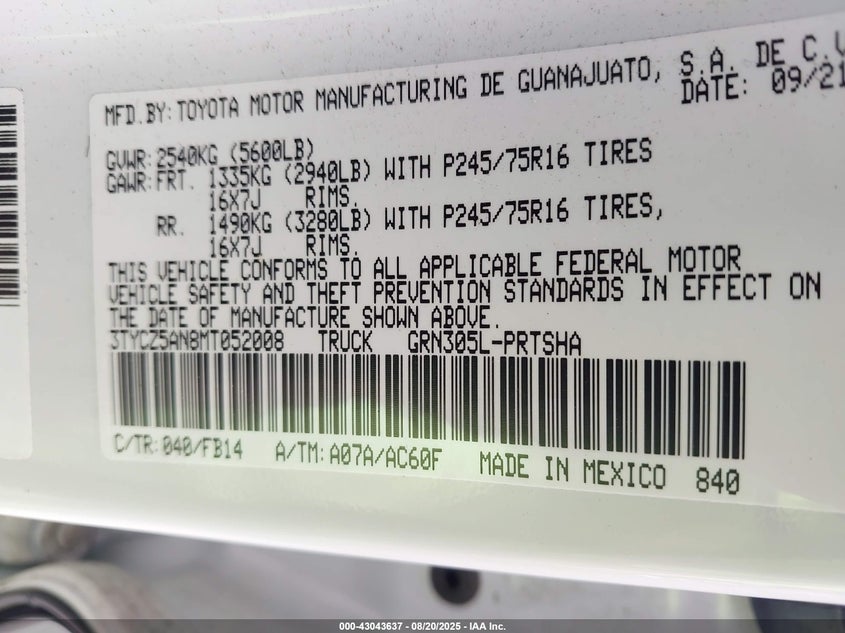 MFD.BY: TOYOTA MOTOR MANUFACTURING DE GUANAJUATO, S.A. DE C.V
DATE: 09/21
GVWR: 2540KG (5600LB)
GAWR: FRT. 1335KG (2940LB) WITH P245/75R16 TIRES
16X7J RIMS,
RR. 1490KG (3280LB) WITH P245/75R16 TIRES,
16X7J RIMS,
THIS VEHICLE CONFORMS TO ALL APPLICABLE FEDERAL MOTOR
VEHICLE SAFETY AND THEFT PREVENTION STANDARDS IN EFFECT ON
THE DATE OF MANUFACTURE SHOWN ABOVE.
3TYCZ5AN8MT052008 TRUCK GRN305L-PRTSHA
C/TR: 040/FB14 A/TM: A07A/AC60F MADE IN MEXICO 840
000-43043637 - 08/20/2025 - IAA Inc.